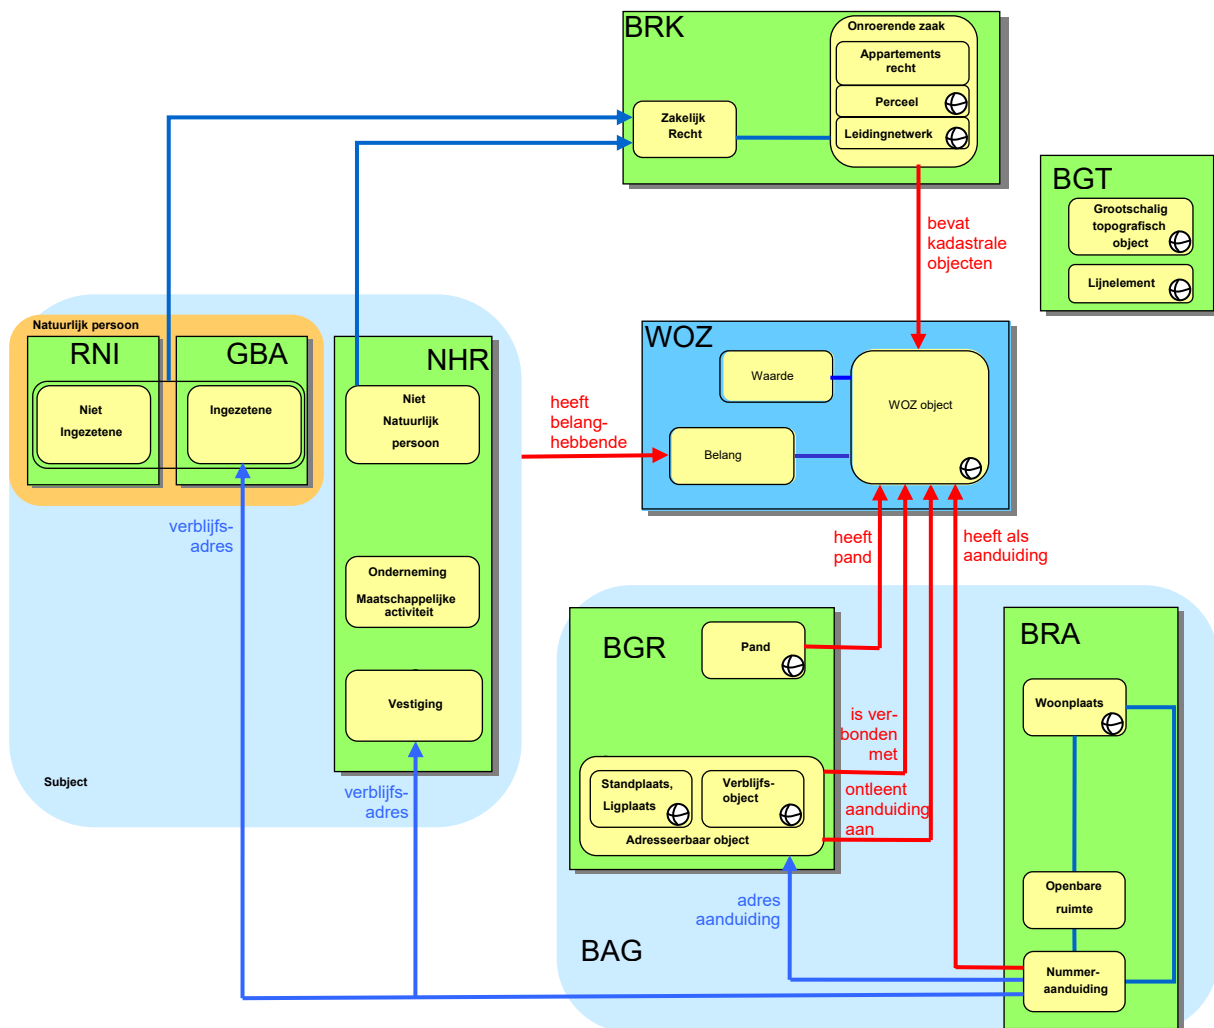 BRK
Onroerende zaak
Appartements
recht
Perceel
Leidingnetwerk
Zakelijk
Recht
bevat
kadastrale
objecten
BGT
Grootschalig
topografisch
object
Lijnelement
Natuurlijk persoon
RNI
GBA
Niet
Ingezetene
Ingezetene
NHR
Niet
Natuurlijk
persoon
Onderneming
Maatschappelijke
activiteit
Vestiging
Subject
verblijfs-
adres
verblijfs-
adres
heeft
belang-
hebbende
WOZ
Waarde
Belang
WOZ object
heeft
pand
heeft als
aanduiding
BGR
Pand
is ver-
bonden
met
ontleent
aanduiding
aan
Standplaats,
Ligplaats
Verblijfs-
object
Adresseerbaar object
adres
aanduiding
BAG
BRA
Woonplaats
Openbare
ruimte
Nummer-
aanduiding